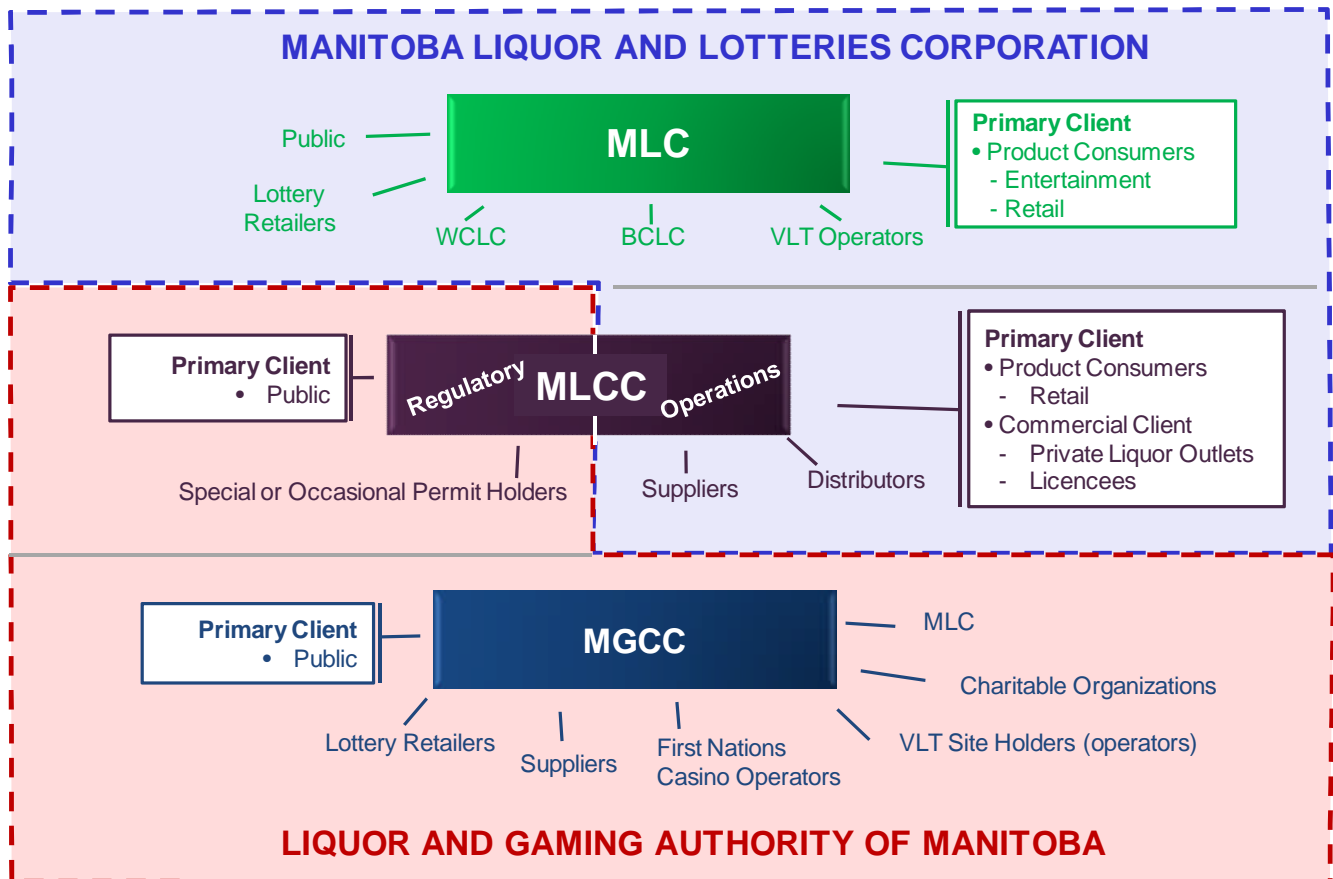 MANITOBA LIQUOR AND LOTTERIES CORPORATION
MLC
Public
Lottery
Retailers
WCLC
BCLC
VLT Operators
Primary Client
• Product Consumers
- Entertainment
- Retail
Primary Client
• Public
Regulatory
MLCC
Operations
Special or Occasional Permit Holders
Suppliers
Distributors
Primary Client
• Product Consumers
- Retail
• Commercial Client
- Private Liquor Outlets
- Licencees
Primary Client
• Public
MGCC
MLC
Charitable Organizations
VLT Site Holders (operators)
Lottery Retailers
Suppliers
First Nations
Casino Operators
LIQUOR AND GAMING AUTHORITY OF MANITOBA